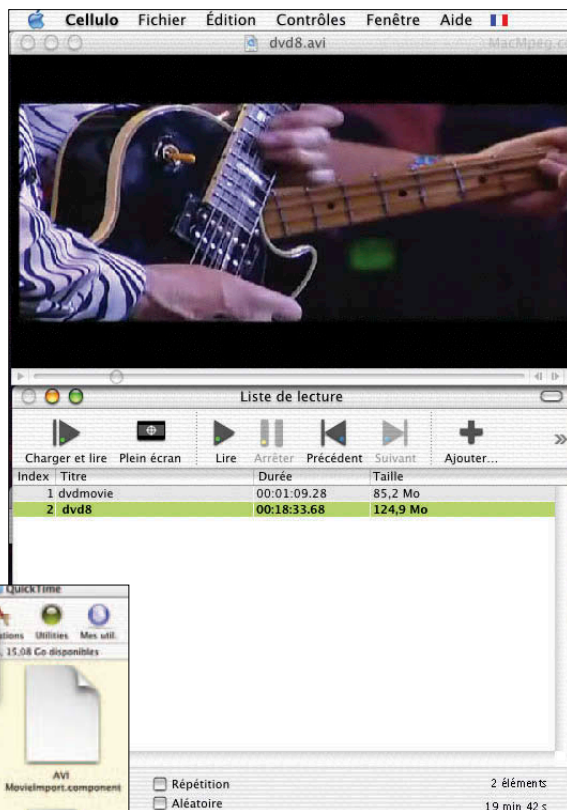 Cellulo Fichier Édition Contrôles Fenêtre Aide
dvd8.avi
Liste de lecture
Charger et lire Plein écran Lire Arrêter Précédent Suivant Ajouter...
Index Titre Durée Taille
1 dvdmovie 00:01:09.28 85,2 Mo
2 dvd8 00:18:33.68 124,9 Mo
QuickTime
Utilities Mes util.
15,08 Go disponibles
AVI
MovieImport.component
Répétition 2 éléments
Aléatoire 19 min 42 s